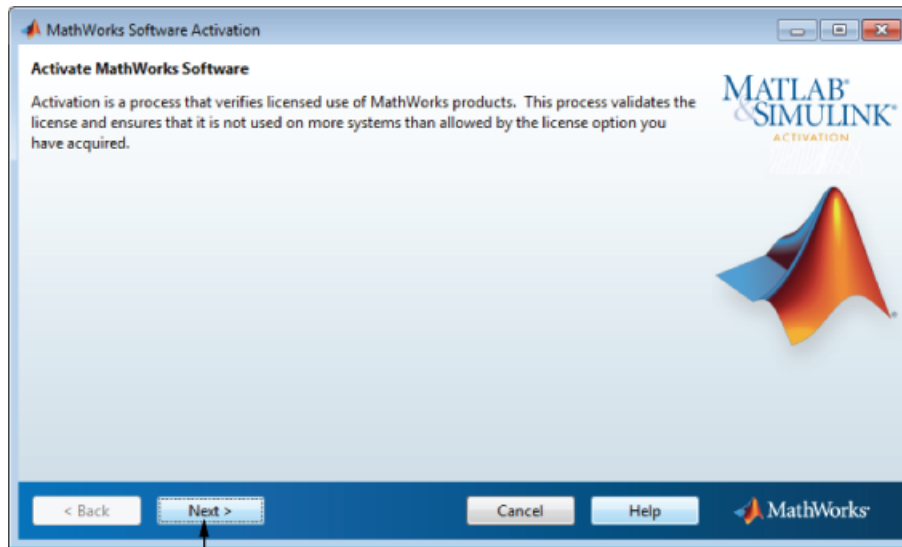 MathWorks Software Activation
Activate MathWorks Software
Activation is a process that verifies licensed use of MathWorks products. This process validates the
license and ensures that it is not used on more systems than allowed by the license option you
have acquired.
MATLAB®
&SIMULINK®
ACTIVATION
®
< Back
Next >
Cancel
Help
MathWorks®